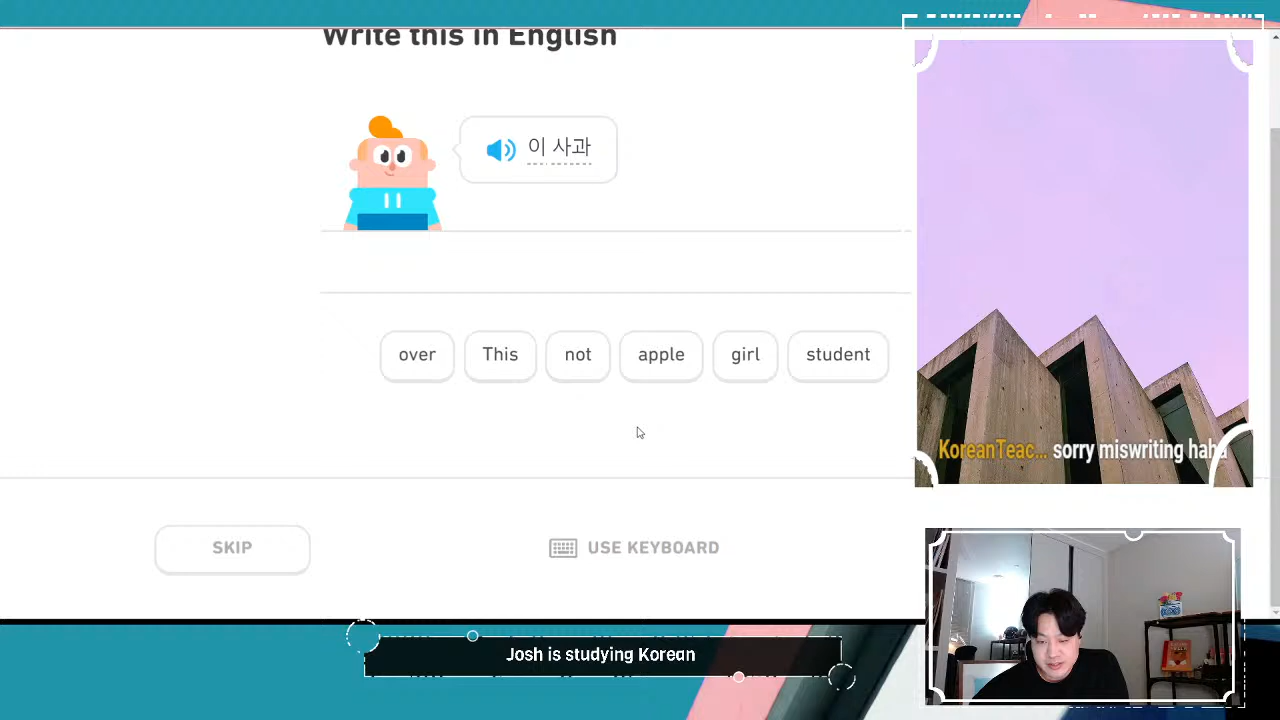 Write this in English
이 사과
over
This
not
apple
girl
student
KoreanTeac... sorry miswriting haha
SKIP
USE KEYBOARD
Josh is studying Korean